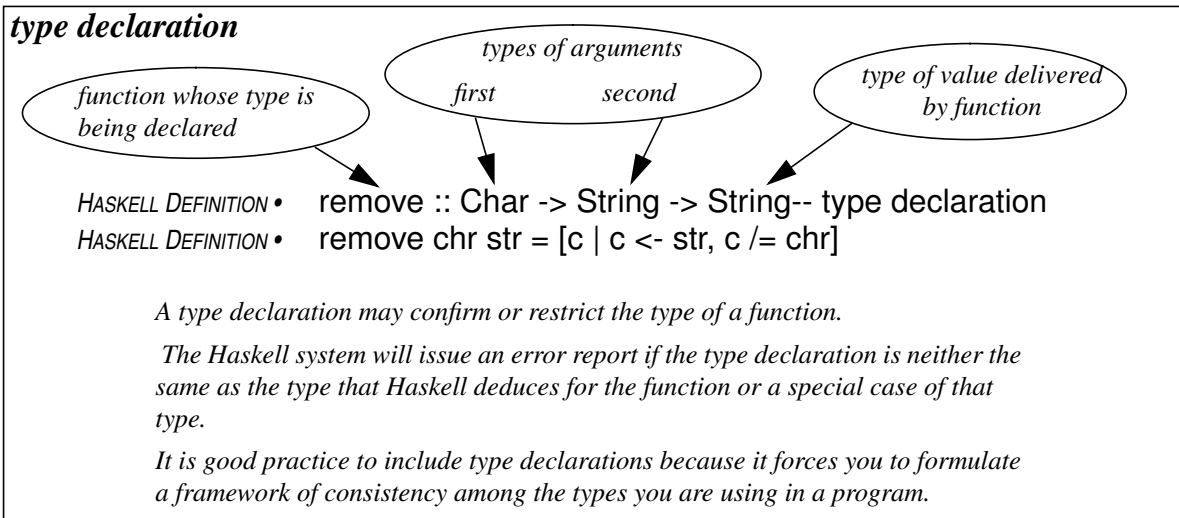 type declaration
types of arguments
first second
function whose type is
being declared
type of value delivered
by function
HASKELL DEFINITION • remove :: Char -> String -> String-- type declaration
HASKELL DEFINITION • remove chr str = [c | c <- str, c /= chr]
A type declaration may confirm or restrict the type of a function.
The Haskell system will issue an error report if the type declaration is neither the
same as the type that Haskell deduces for the function or a special case of that
type.
It is good practice to include type declarations because it forces you to formulate
a framework of consistency among the types you are using in a program.